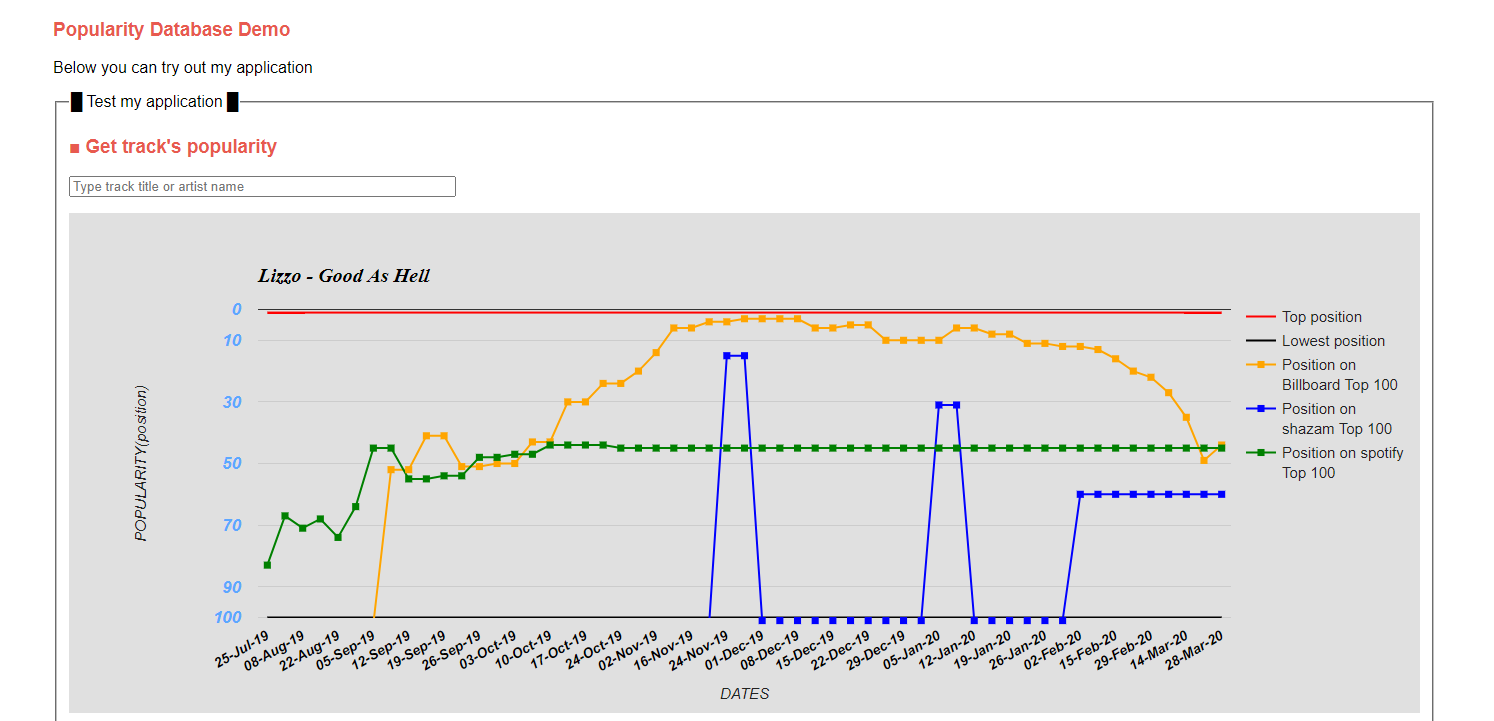 Popularity Database Demo
Below you can try out my application
█ Test my application █
■ Get track's popularity
Type track title or artist name
Lizzo - Good As Hell
0
10
30
50
70
90
100
POPULARITY(position)
25-Jul-19
08-Aug-19
22-Aug-19
05-Sep-19
12-Sep-19
19-Sep-19
26-Sep-19
03-Oct-19
10-Oct-19
17-Oct-19
24-Oct-19
02-Nov-19
16-Nov-19
24-Nov-19
01-Dec-19
08-Dec-19
15-Dec-19
22-Dec-19
29-Dec-19
05-Jan-20
12-Jan-20
19-Jan-20
26-Jan-20
02-Feb-20
15-Feb-20
29-Feb-20
14-Mar-20
28-Mar-20
DATES
Top position
Lowest position
Position on
Billboard Top 100
Position on
shazam Top 100
Position on spotify
Top 100